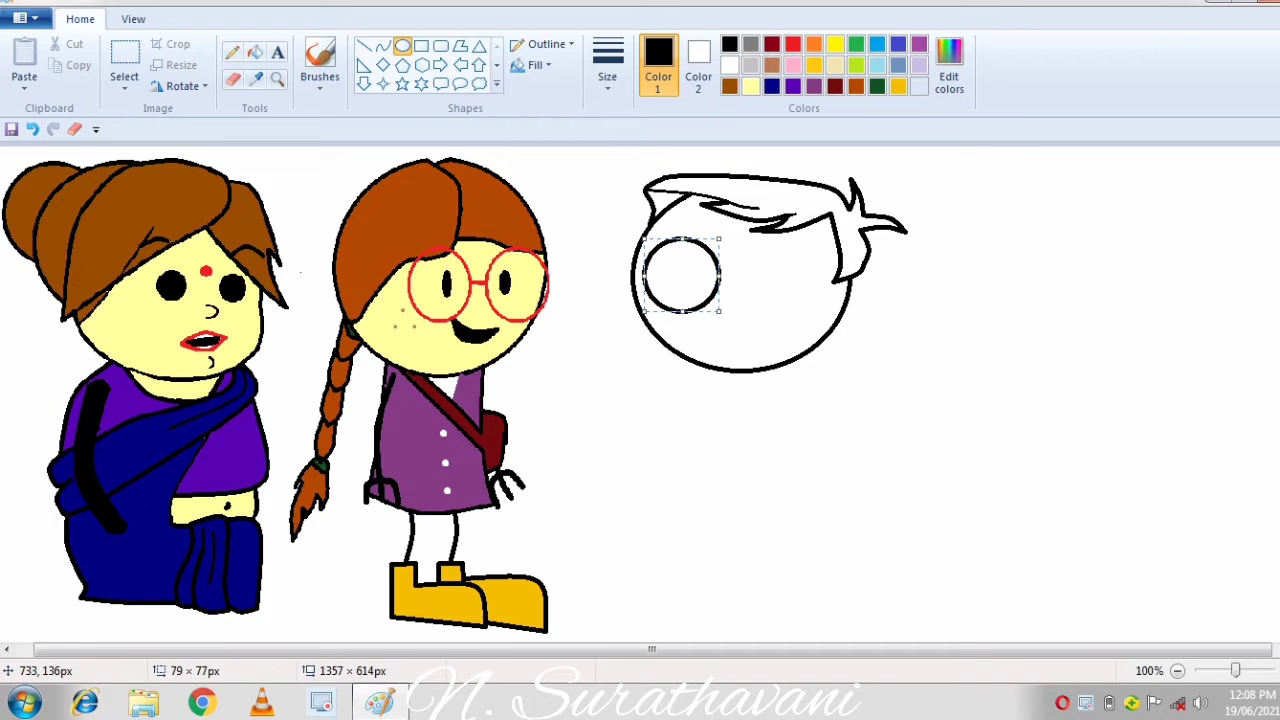 Home View
Cut
Copy
Paste
Clipboard
Select
Crop
Resize
Rotate
Image
A
Tools
Brushes
Shapes
Outline
Fill
Size
Color 1
Color 2
Edit colors
Colors
733, 136px
79 × 77px
1357 × 614px
100%
N. Surathavani
12:08 PM
19/06/2021